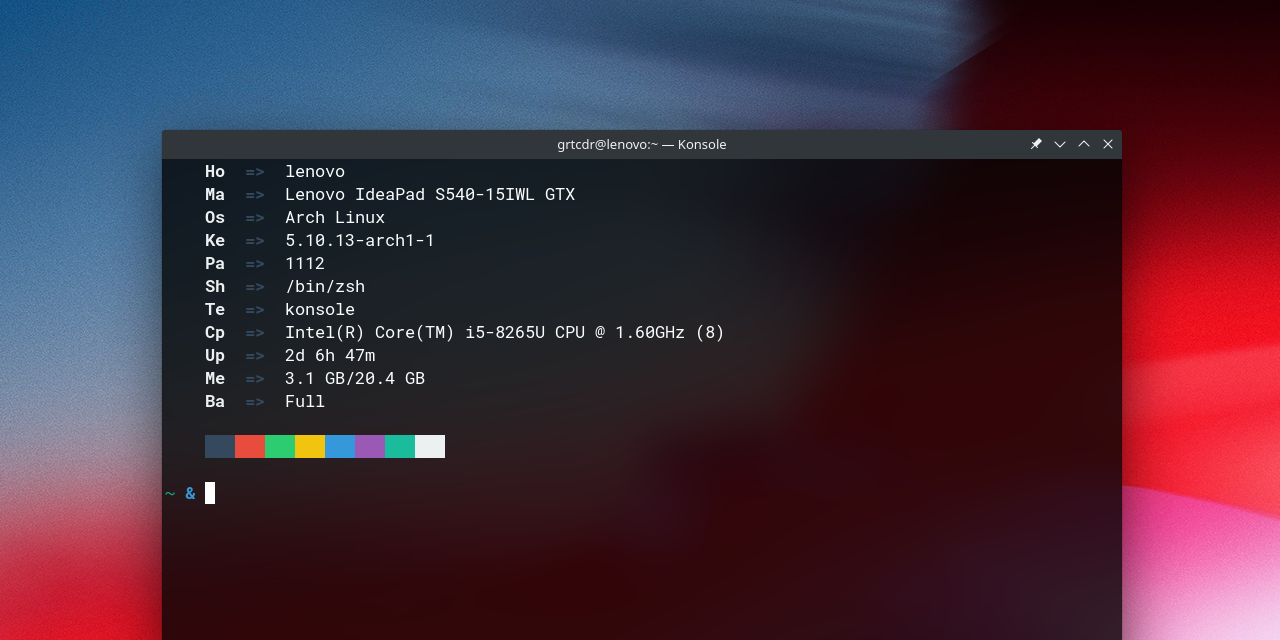 grtcdr@lenovo:~ — Konsole
Ho => lenovo
Ma => Lenovo IdeaPad S540-15IWL GTX
Os => Arch Linux
Ke => 5.10.13-arch1-1
Pa => 1112
Sh => /bin/zsh
Te => konsole
Cp => Intel(R) Core(TM) i5-8265U CPU @ 1.60GHz (8)
Up => 2d 6h 47m
Me => 3.1 GB/20.4 GB
Ba => Full
~ &